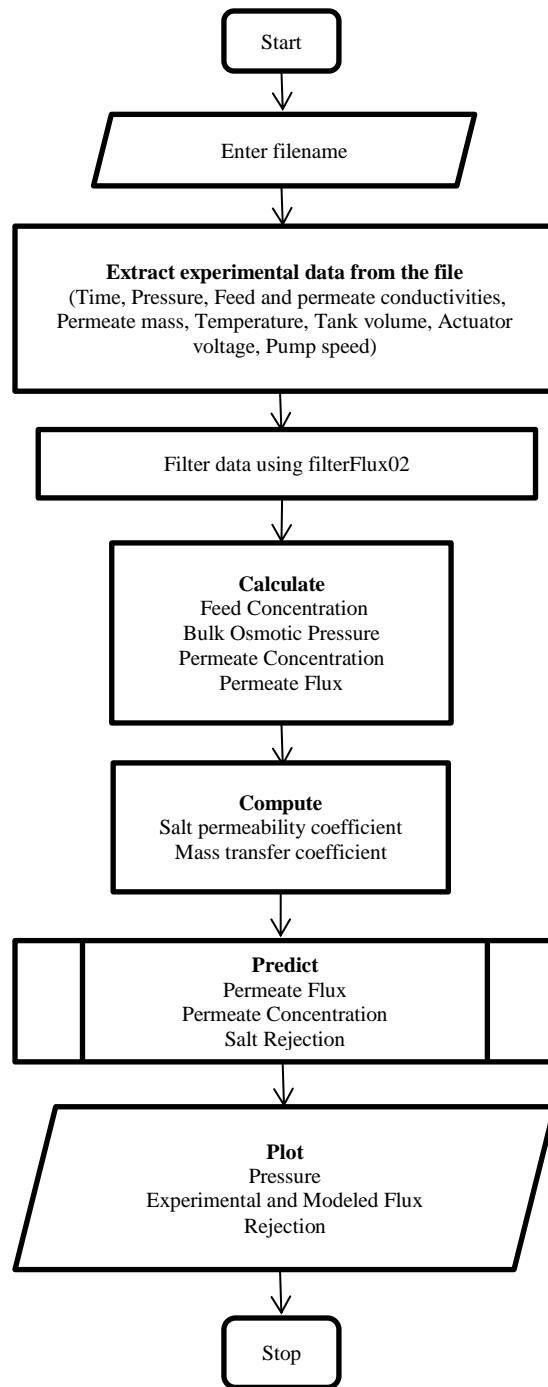 Start
Enter filename
Extract experimental data from the file
(Time, Pressure, Feed and permeate conductivities,
Permeate mass, Temperature, Tank volume, Actuator
voltage, Pump speed)
Filter data using filterFlux02
Calculate
Feed Concentration
Bulk Osmotic Pressure
Permeate Concentration
Permeate Flux
Compute
Salt permeability coefficient
Mass transfer coefficient
Predict
Permeate Flux
Permeate Concentration
Salt Rejection
Plot
Pressure
Experimental and Modeled Flux
Rejection
Stop